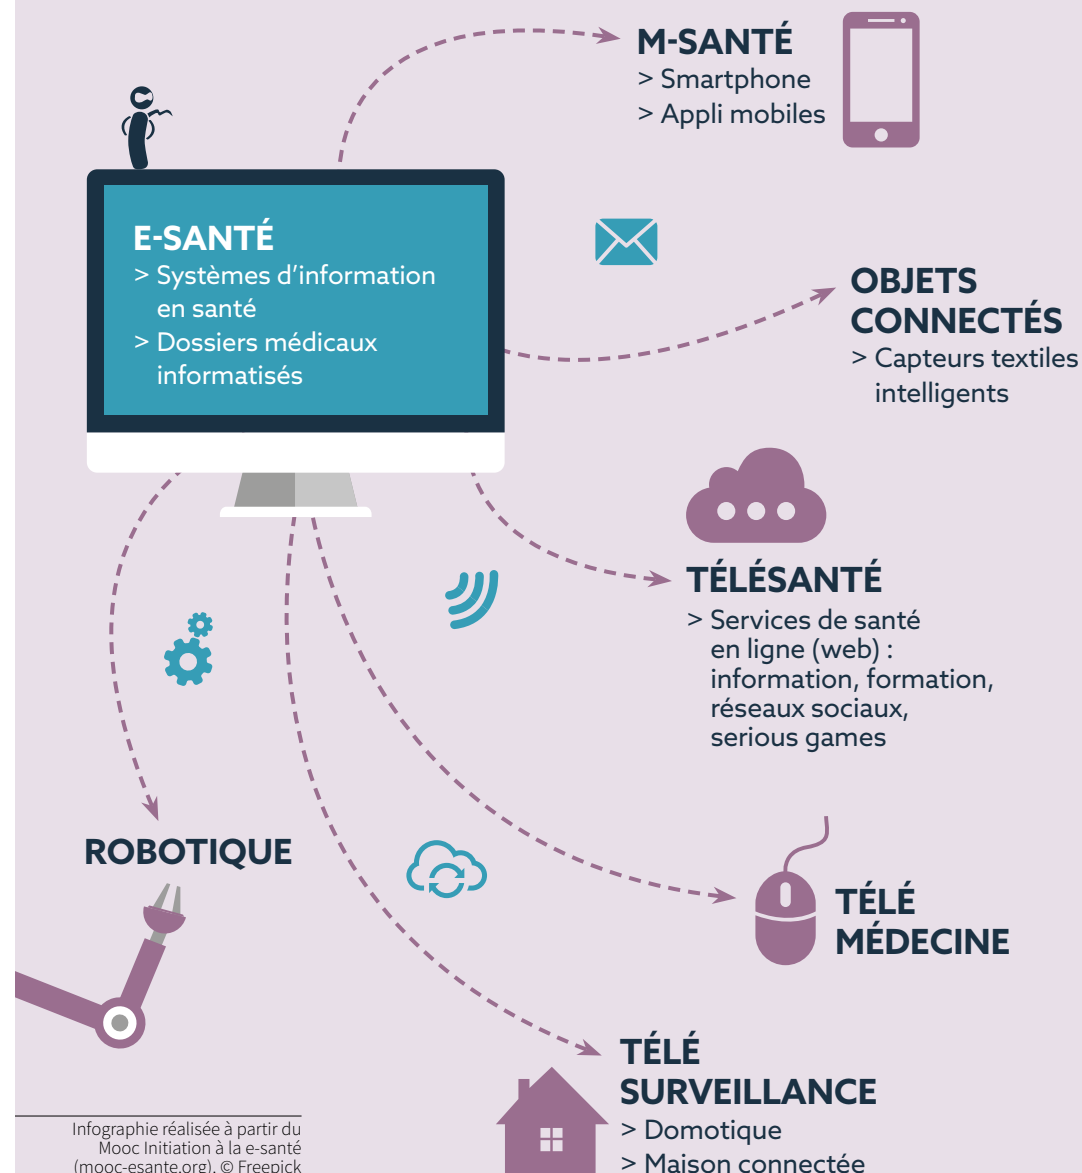 M-SANTÉ
> Smartphone
> Appli mobiles
E-SANTÉ
> Systèmes d'information
en santé
> Dossiers médicaux
informatisés
OBJETS
CONNECTÉS
> Capteurs textiles
intelligents
TÉLÉSANTÉ
> Services de santé
en ligne (web) :
information, formation,
réseaux sociaux,
serious games
ROBOTIQUE
TÉLÉ
MÉDECINE
TÉLÉ
SURVEILLANCE
> Domotique
> Maison connectée
Infographie réalisée à partir du
Mooc Initiation à la e-santé
(mooc-esante.org). © Freepick